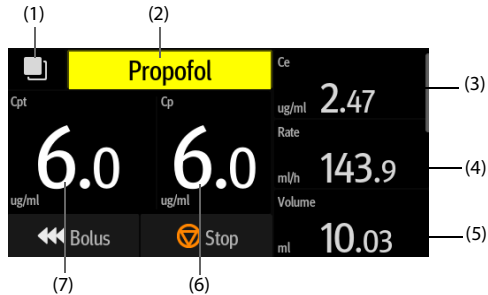 (1)
(2)
Propofol
Cpt
6.0
ug/ml
Cp
6.0
ug/ml
Ce
ug/ml 2.47
(3)
Rate
ml/h 143.9
(4)
Volume
ml 10.03
(5)
Bolus
Stop
(7)
(6)